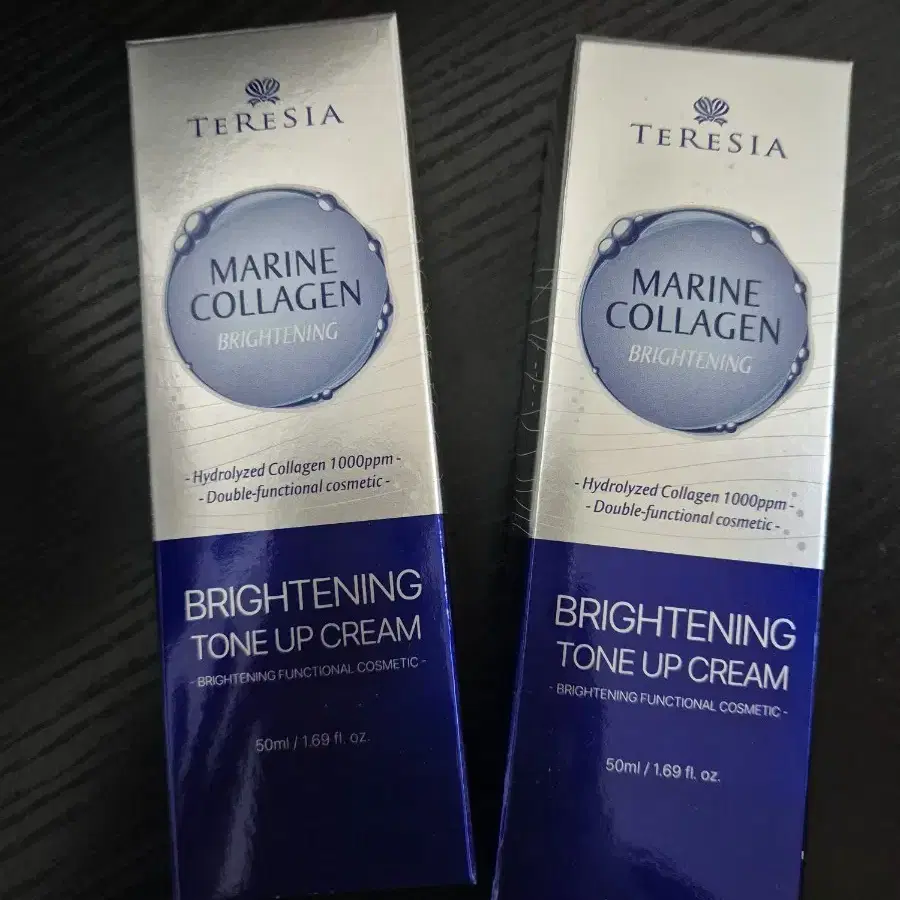 TERESIA
MARINE
COLLAGEN
BRIGHTENING
- Hydrolyzed Collagen 1000ppm -
- Double-functional cosmetic -
BRIGHTENING
TONE UP CREAM
- BRIGHTENING FUNCTIONAL COSMETIC -
50ml / 1.69 fl. oz.
TERESIA
MARINE
COLLAGEN
BRIGHTENING
- Hydrolyzed Collagen 1000ppm -
- Double-functional cosmetic -
BRIGHTENING
TONE UP CREAM
- BRIGHTENING FUNCTIONAL COSMETIC -
50ml / 1.69 fl. oz.